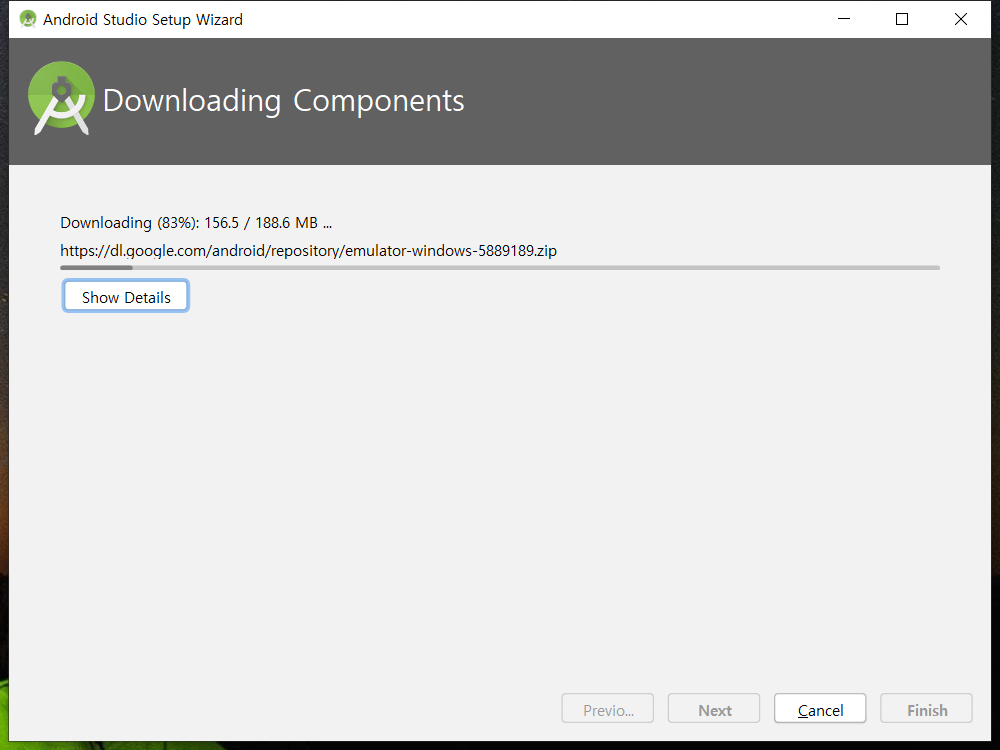 Android Studio Setup Wizard
Downloading Components
Downloading (83%): 156.5 / 188.6 MB ...
https://dl.google.com/android/repository/emulator-windows-5889189.zip
Show Details
Previo...
Next
Cancel
Finish